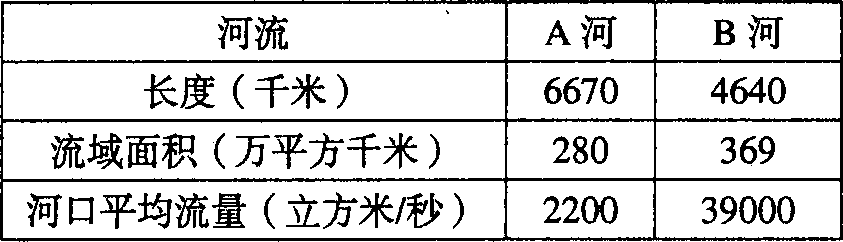 河流 A河 B河
长度（千米） 6670 4640
流域面积（万平方千米） 280 369
河口平均流量（立方米/秒） 2200 39000